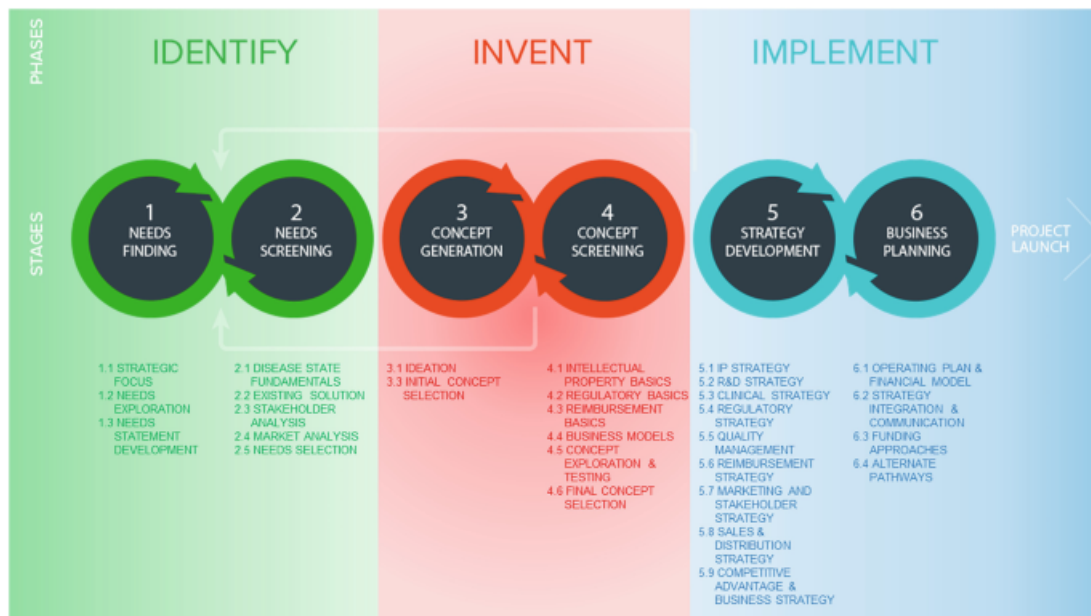 PHASES
IDENTIFY
INVENT
IMPLEMENT
STAGES
1
NEEDS
FINDING
2
NEEDS
SCREENING
3
CONCEPT
GENERATION
4
CONCEPT
SCREENING
5
STRATEGY
DEVELOPMENT
6
BUSINESS
PLANNING
PROJECT
LAUNCH
1.1 STRATEGIC
FOCUS
1.2 NEEDS
EXPLORATION
1.3 NEEDS
STATEMENT
DEVELOPMENT
2.1 DISEASE STATE
FUNDAMENTALS
2.2 EXISTING SOLUTION
2.3 STAKEHOLDER
ANALYSIS
2.4 MARKET ANALYSIS
2.5 NEEDS SELECTION
3.1 IDEATION
3.3 INITIAL CONCEPT
SELECTION
4.1 INTELLECTUAL
PROPERTY BASICS
4.2 REGULATORY BASICS
4.3 REIMBURSEMENT
BASICS
4.4 BUSINESS MODELS
4.5 CONCEPT
EXPLORATION &
TESTING
4.6 FINAL CONCEPT
SELECTION
5.1 IP STRATEGY
5.2 R&D STRATEGY
5.3 CLINICAL STRATEGY
5.4 REGULATORY
STRATEGY
5.5 QUALITY
MANAGEMENT
5.6 REIMBURSEMENT
STRATEGY
5.7 MARKETING AND
STAKEHOLDER
STRATEGY
5.8 SALES &
DISTRIBUTION
STRATEGY
5.9 COMPETITIVE
ADVANTAGE &
BUSINESS STRATEGY
6.1 OPERATING PLAN &
FINANCIAL MODEL
6.2 STRATEGY
INTEGRATION &
COMMUNICATION
6.3 FUNDING
APPROACHES
6.4 ALTERNATE
PATHWAYS